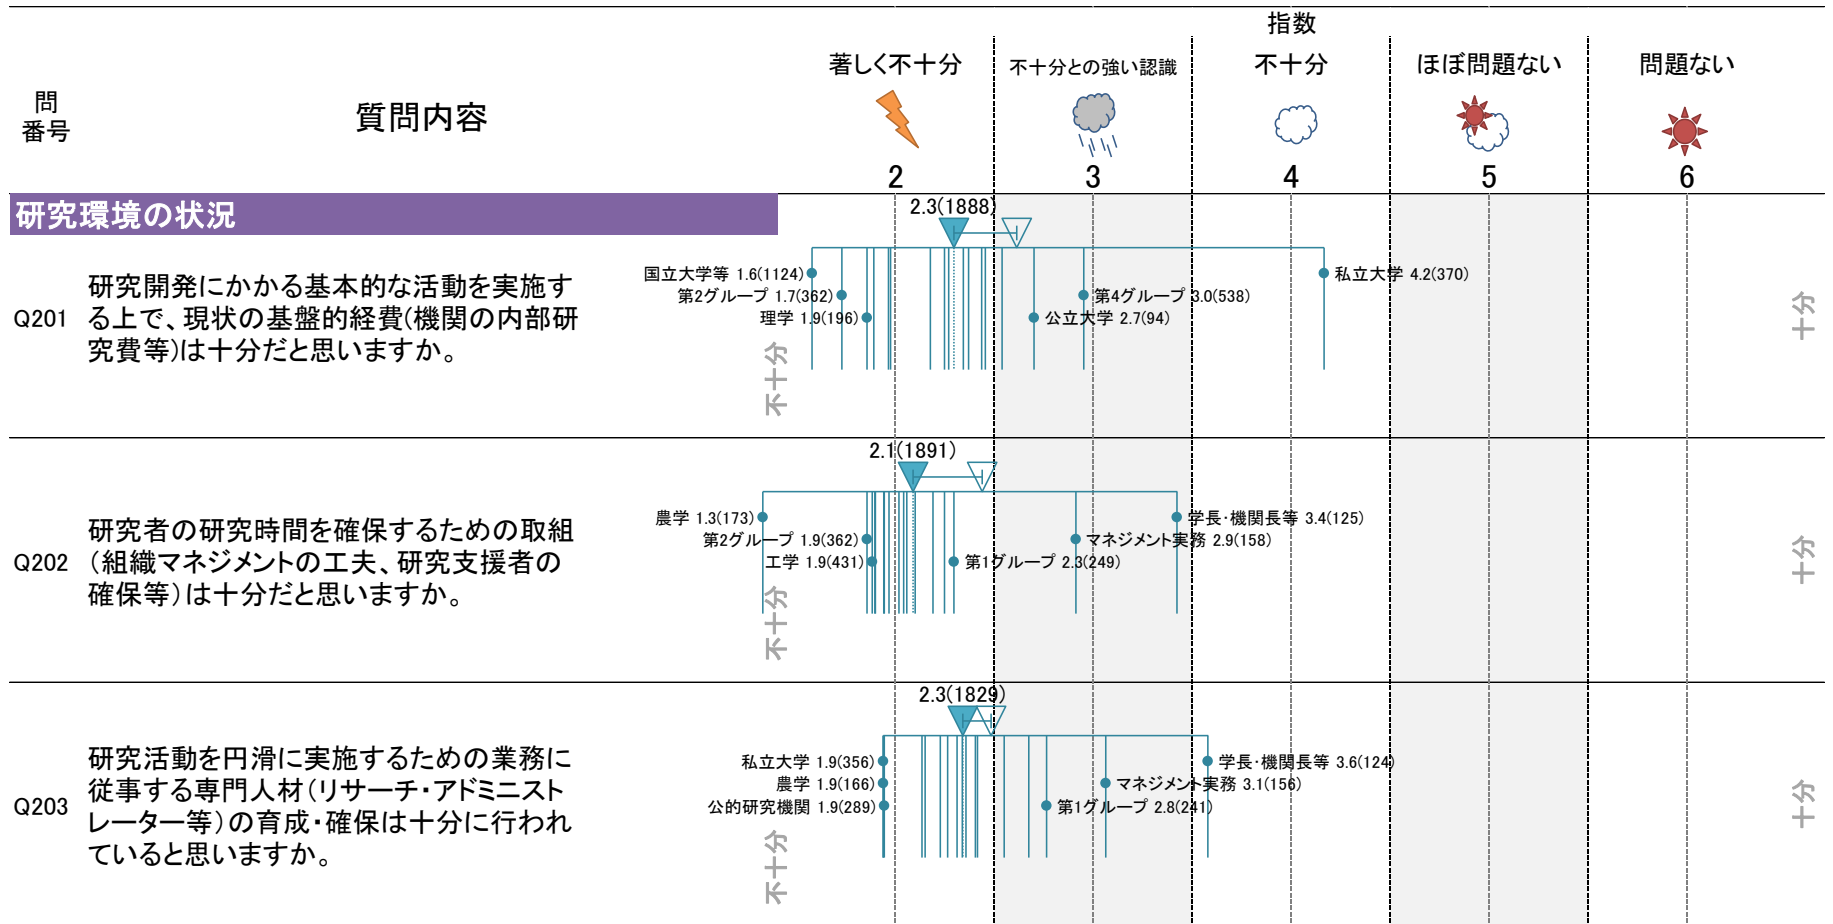 指数
著しく不十分
不十分との強い認識
不十分
ほぼ問題ない
問題ない
問
番号
質問内容
2
3
4
5
6
研究環境の状況
Q201
研究開発にかかる基本的な活動を実施す
る上で、現状の基盤的経費(機関の内部研
究費等)は十分だと思いますか。
2.3(1888)
国立大学等 1.6(1124)
第2グループ 1.7(362)
理学 1.9(196)
私立大学 4.2(370)
第4グループ 3.0(538)
公立大学 2.7(94)
不十分
十分
Q202
研究者の研究時間を確保するための取組
(組織マネジメントの工夫、研究支援者の
確保等)は十分だと思いますか。
2.1(1891)
農学 1.3(173)
第2グループ 1.9(362)
工学 1.9(431)
学長・機関長等 3.4(125)
マネジメント実務 2.9(158)
第1グループ 2.3(249)
不十分
十分
Q203
研究活動を円滑に実施するための業務に
従事する専門人材(リサーチ・アドミニスト
レーター等)の育成・確保は十分に行われ
ていると思いますか。
2.3(1829)
私立大学 1.9(356)
農学 1.9(166)
公的研究機関 1.9(289)
学長・機関長等 3.6(124)
マネジメント実務 3.1(156)
第1グループ 2.8(241)
不十分
十分